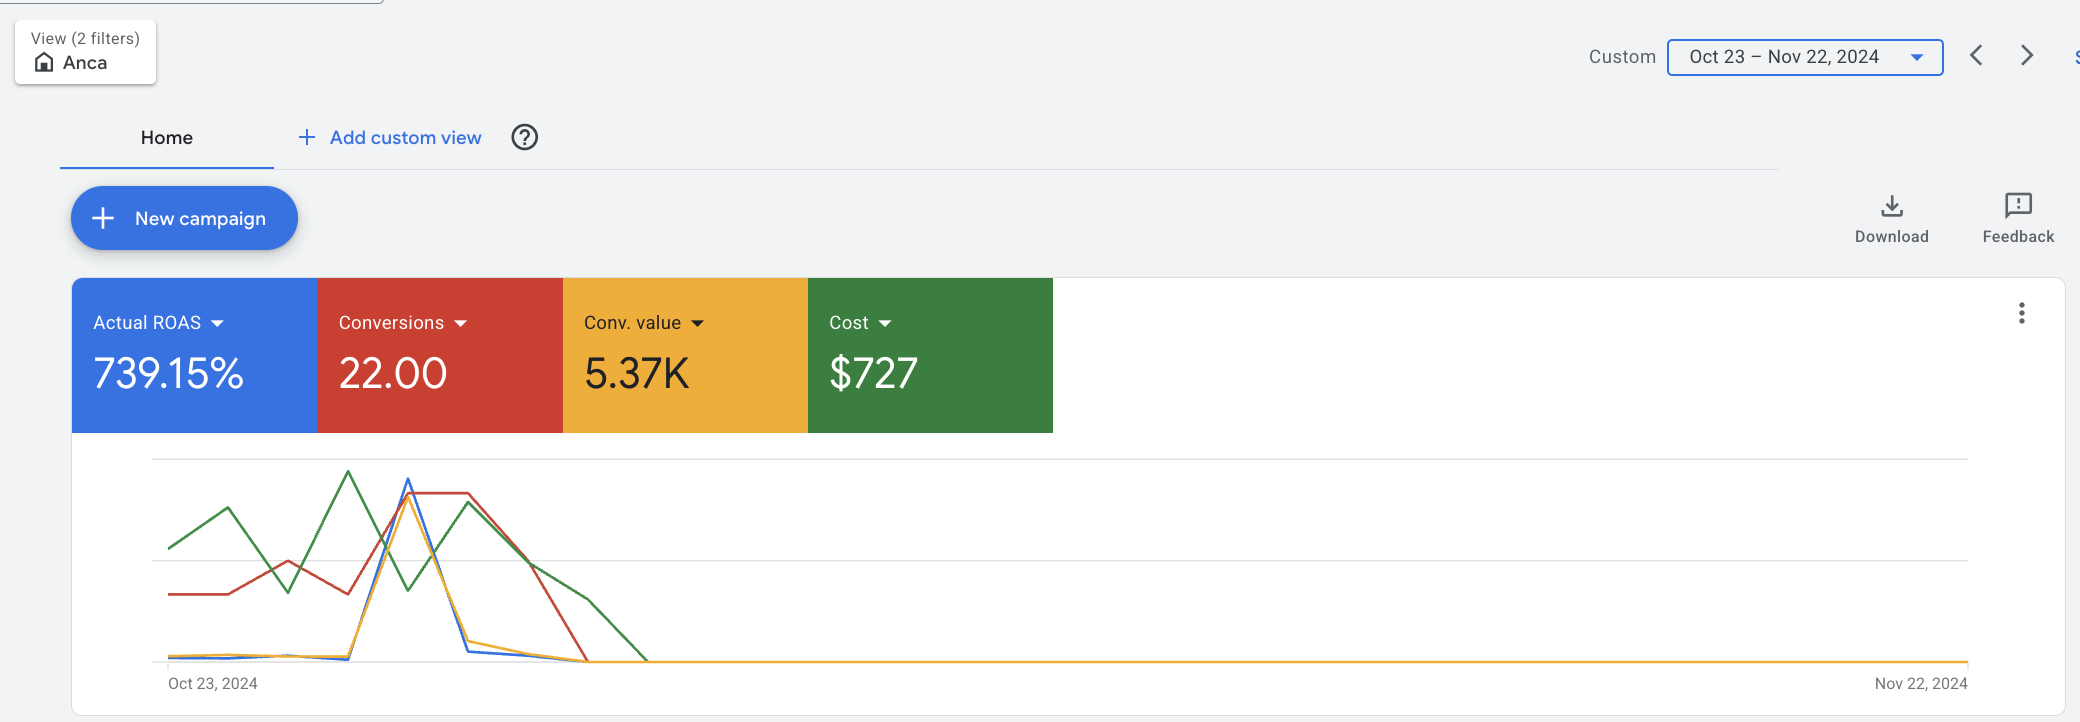 View (2 filters)
Anca
Custom
Oct 23 – Nov 22, 2024
Home
Add custom view
New campaign
Download
Feedback
Actual ROAS
739.15%
Conversions
22.00
Conv. value
5.37K
Cost
$727
Oct 23, 2024
Nov 22, 2024